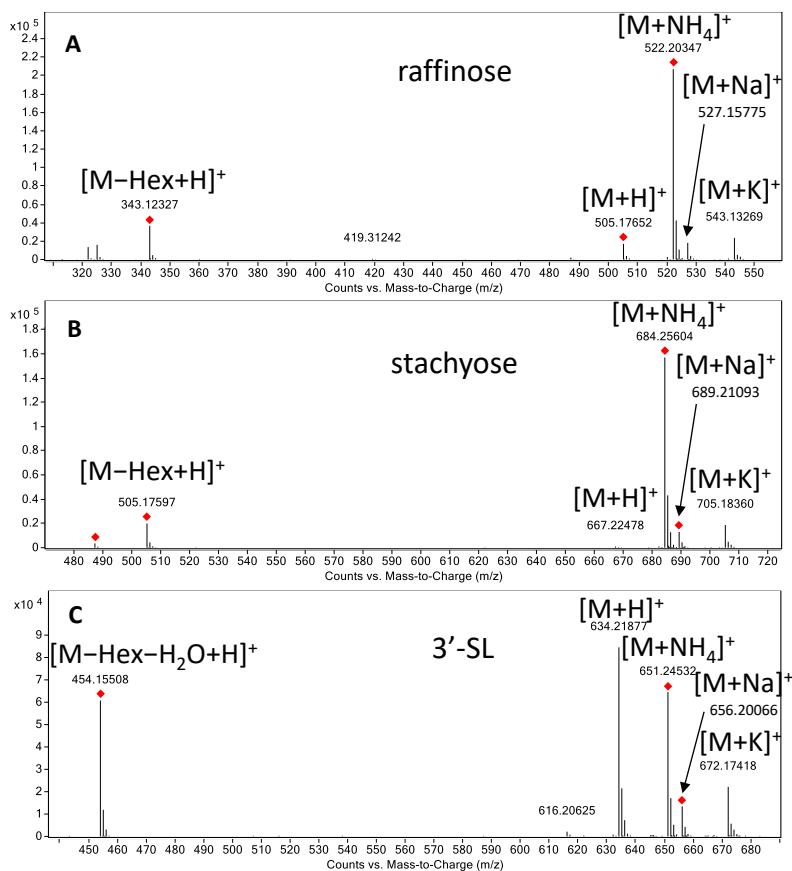 x10 5
A
raffinose
[M+NH4]+
522.20347
[M+Na]+
527.15775
[M−Hex+H]+
343.12327
419.31242
[M+H]+
505.17652
[M+K]+
543.13269
2.4
2.2
2
1.8
1.6
1.4
1.2
1
0.8
0.6
0.4
0.2
0
320 330 340 350 360 370 380 390 400 410 420 430 440 450 460 470 480 490 500 510 520 530 540 550
Counts vs. Mass-to-Charge (m/z)
x10 5
B
stachyose
[M+NH4]+
684.25604
[M+Na]+
689.21093
[M−Hex+H]+
505.17597
[M+H]+
667.22478
[M+K]+
705.18360
1.8
1.6
1.4
1.2
1
0.8
0.6
0.4
0.2
0
480 490 500 510 520 530 540 550 560 570 580 590 600 610 620 630 640 650 660 670 680 690 700 710 720
Counts vs. Mass-to-Charge (m/z)
x10 4
C
3’-SL
[M−Hex−H2O+H]+
454.15508
[M+H]+
634.21877
[M+NH4]+
651.24532
[M+Na]+
656.20066
[M+K]+
672.17418
616.20625
9
8
7
6
5
4
3
2
1
0
450 460 470 480 490 500 510 520 530 540 550 560 570 580 590 600 610 620 630 640 650 660 670 680
Counts vs. Mass-to-Charge (m/z)